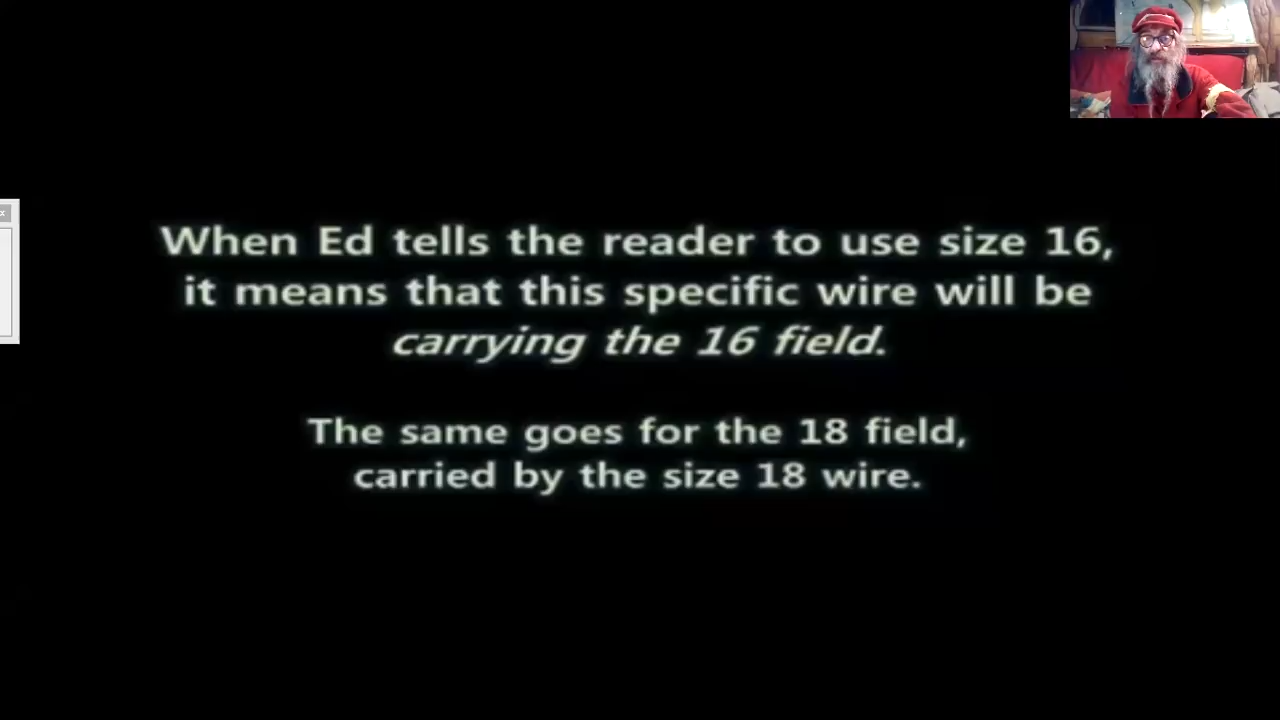 When Ed tells the reader to use size 16,
it means that this specific wire will be
carrying the 16 field.
The same goes for the 18 field,
carried by the size 18 wire.